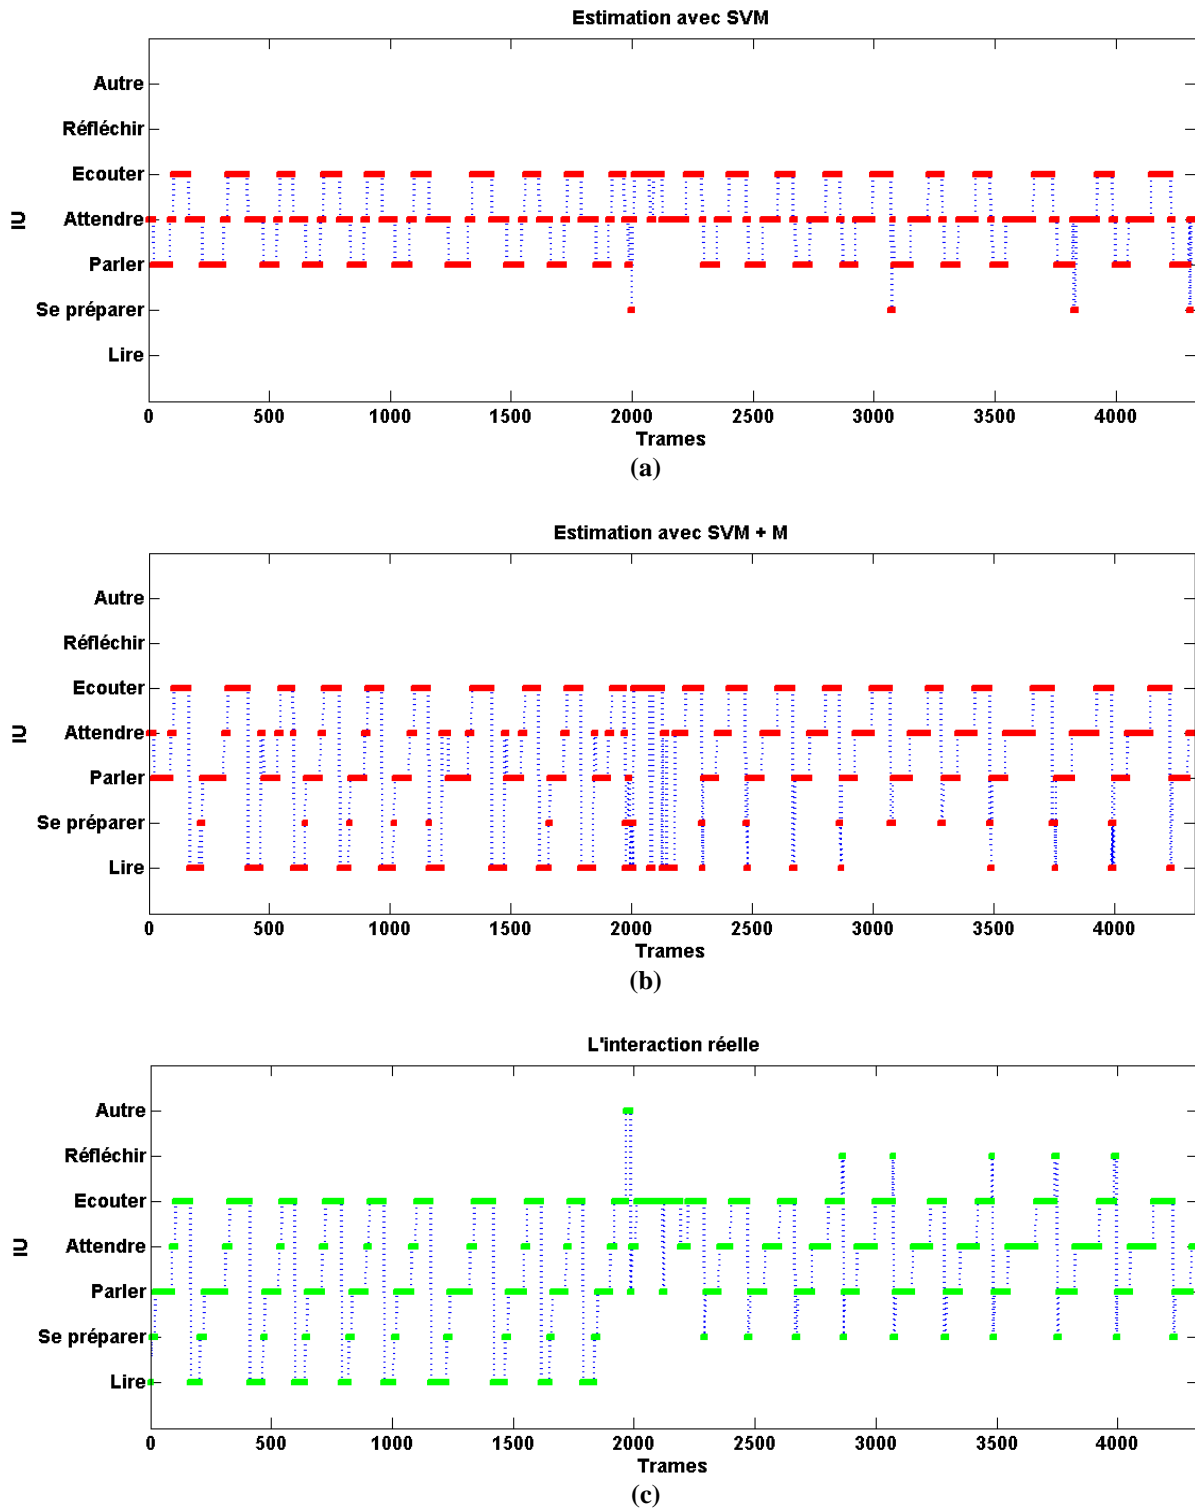 Estimation avec SVM
Autre
Réfléchir
Ecouter
Attendre
Parler
Se préparer
Lire
IU
0 500 1000 1500 2000 2500 3000 3500 4000
Trames
(a)
Estimation avec SVM + M
Autre
Réfléchir
Ecouter
Attendre
Parler
Se préparer
Lire
IU
0 500 1000 1500 2000 2500 3000 3500 4000
Trames
(b)
L'interaction réelle
Autre
Réfléchir
Ecouter
Attendre
Parler
Se préparer
Lire
IU
0 500 1000 1500 2000 2500 3000 3500 4000
Trames
(c)